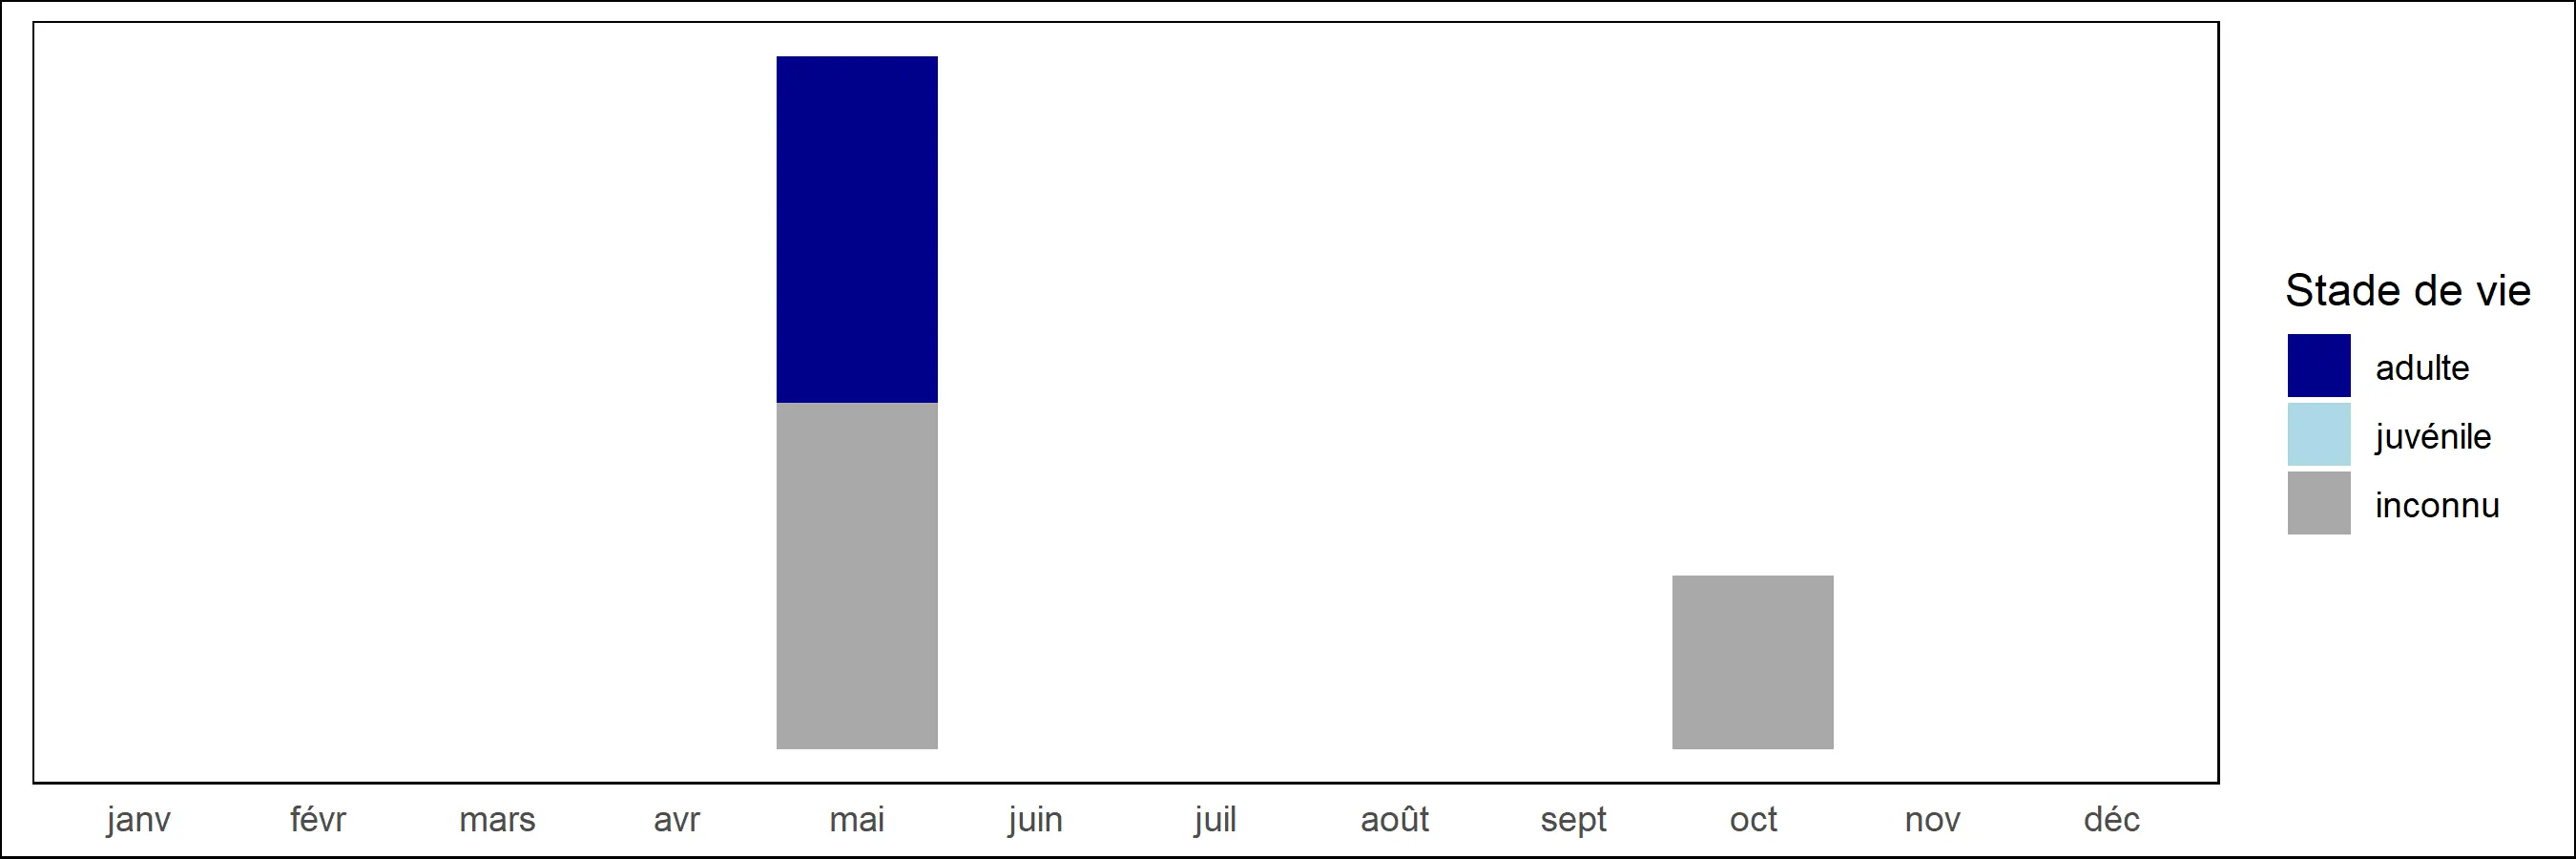 Stade de vie
adulte
juvénile
inconnu
janv févr mars avr mai juin juil août sept oct nov déc